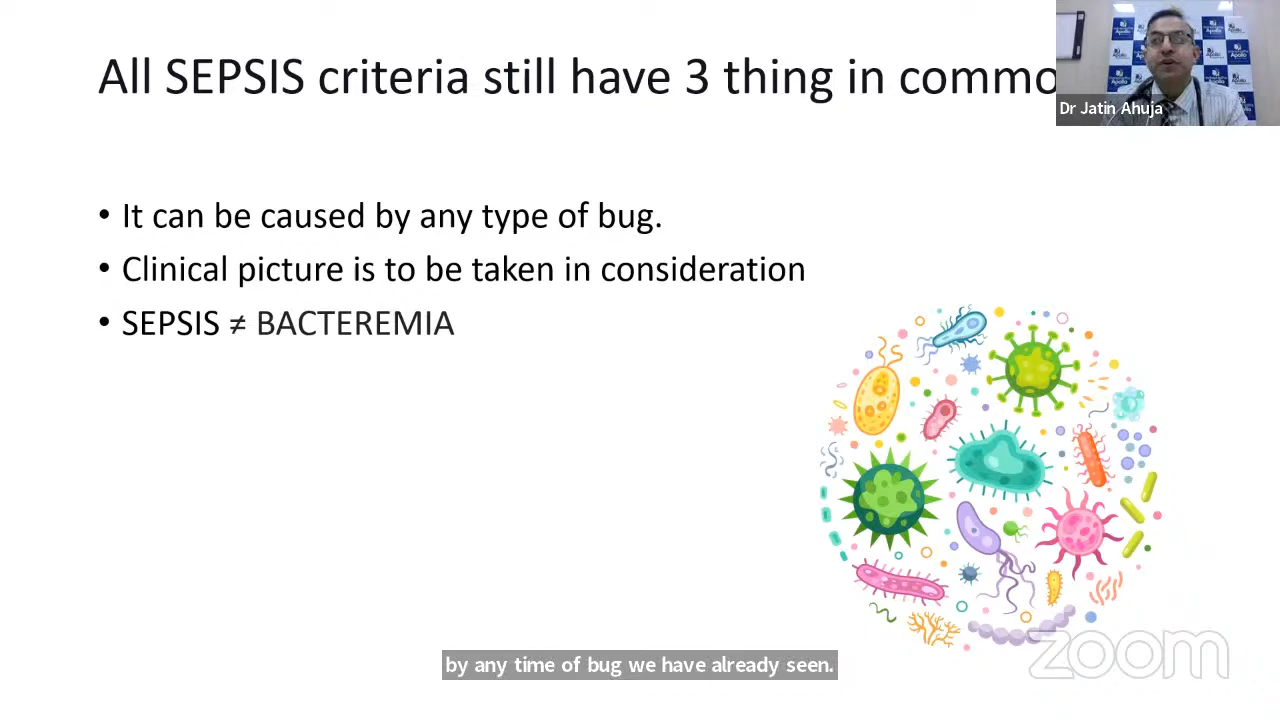 All SEPSIS criteria still have 3 thing in commo
Dr Jatin Ahuja
• It can be caused by any type of bug.
• Clinical picture is to be taken in consideration
• SEPSIS ≠ BACTEREMIA
by any time of bug we have already seen.
zoom